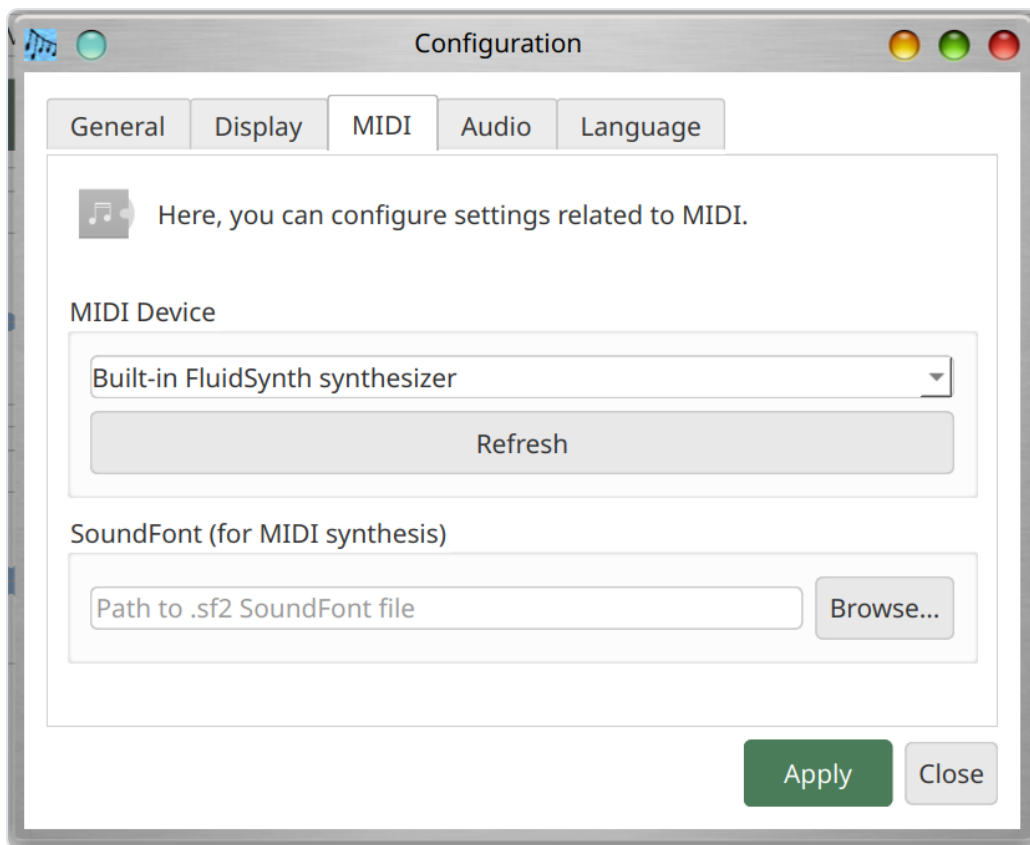 Configuration
General Display MIDI Audio Language
Here, you can configure settings related to MIDI.
MIDI Device
Built-in FluidSynth synthesizer
Refresh
SoundFont (for MIDI synthesis)
Path to .sf2 SoundFont file Browse...
Apply Close